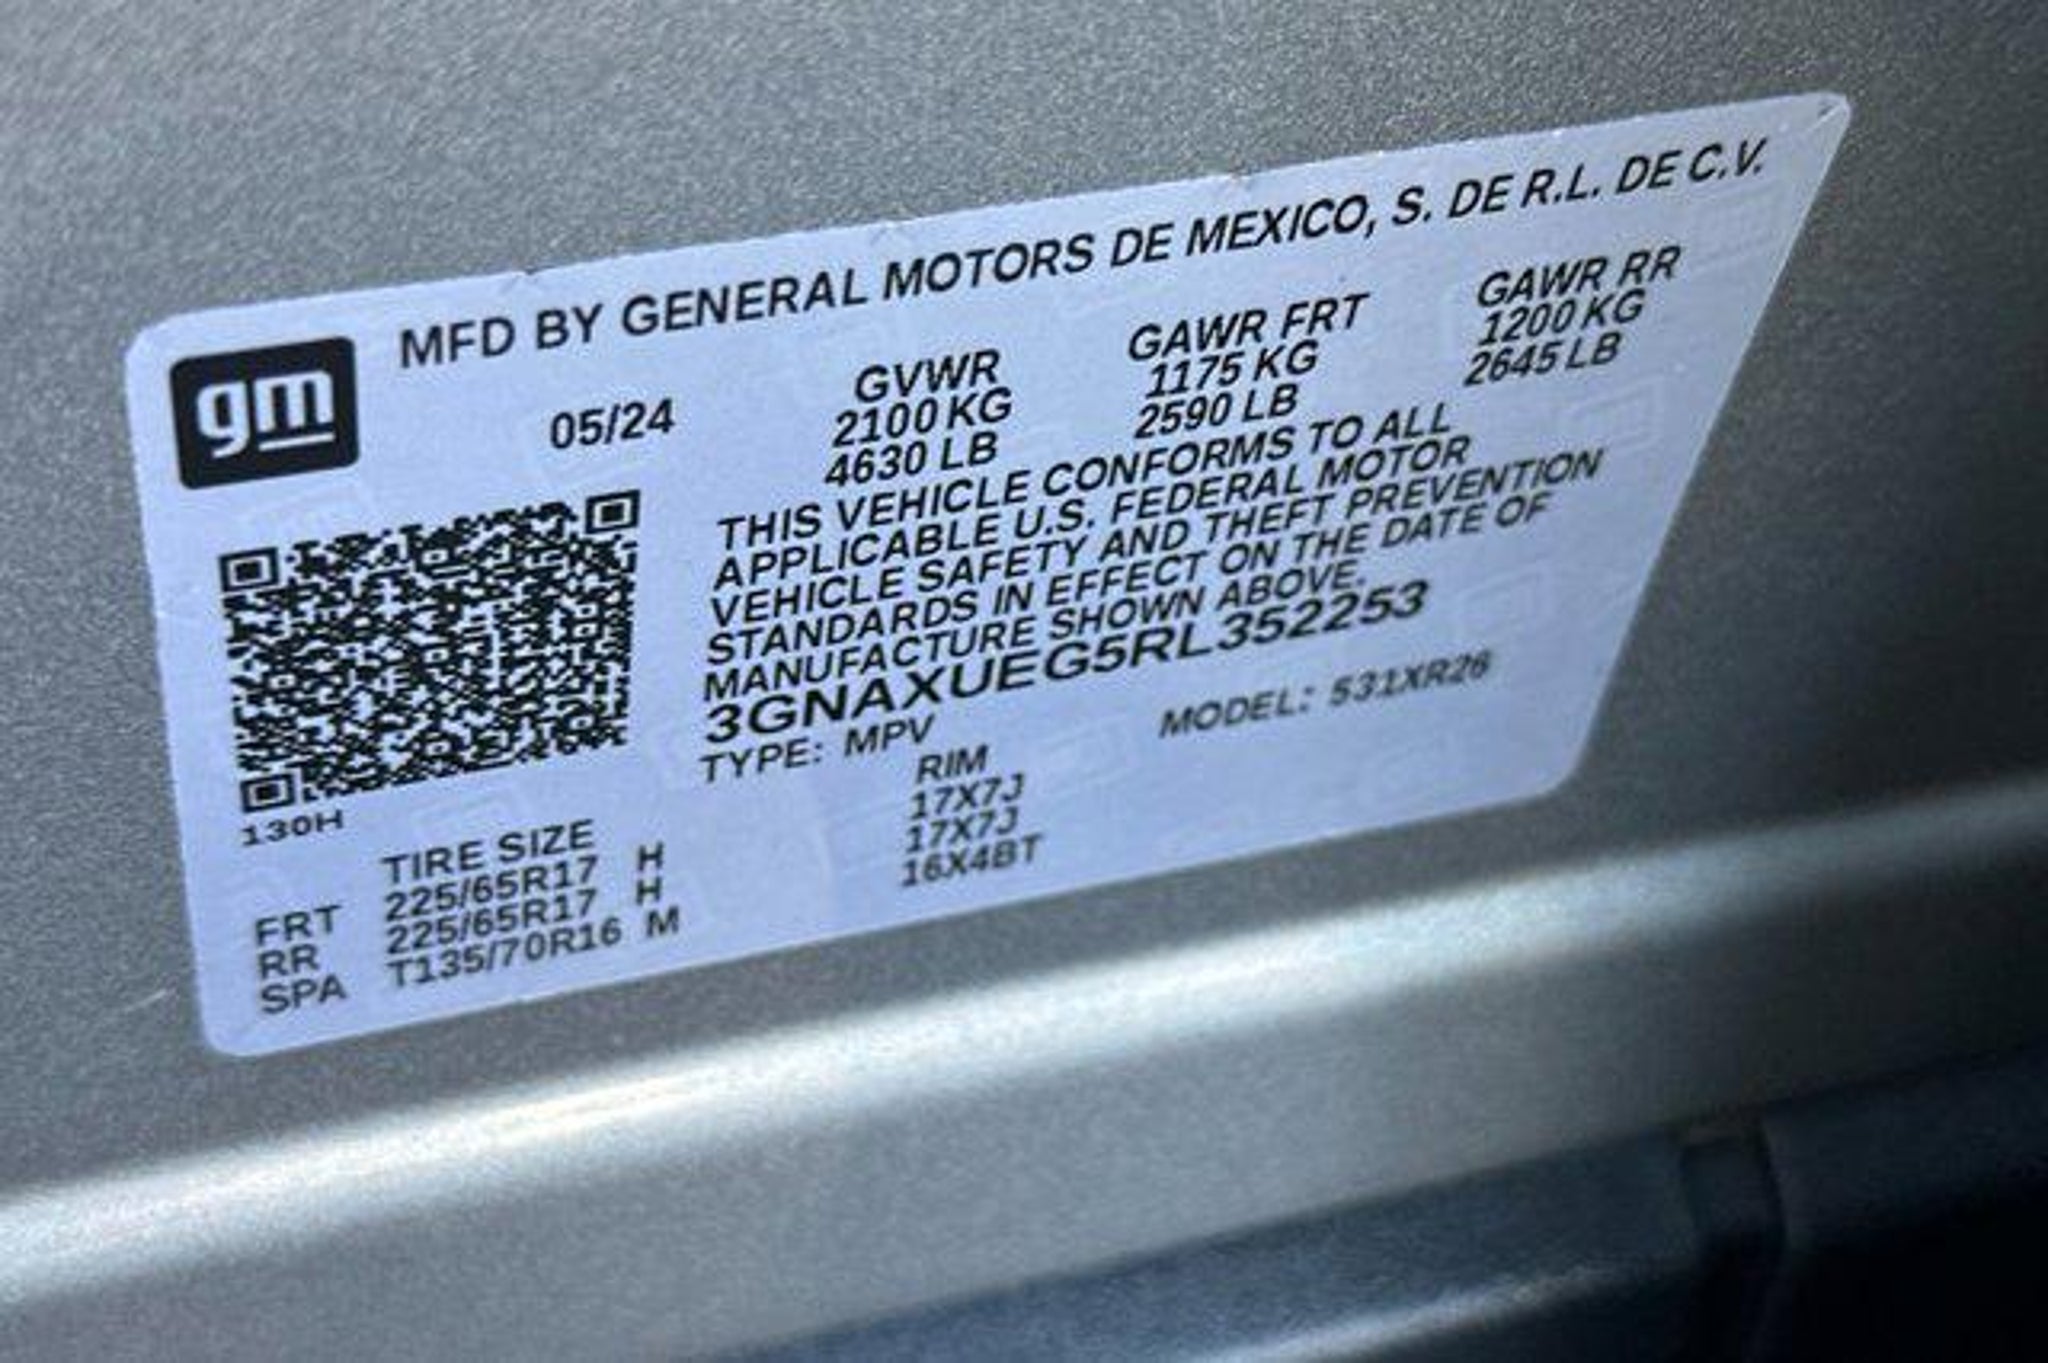 gm
MFD BY GENERAL MOTORS DE MEXICO, S. DE R.L. DE C.V.
05/24
GVWR
2100 KG
4630 LB
GAWR FRT
1175 KG
2590 LB
GAWR RR
1200 KG
2645 LB
THIS VEHICLE CONFORMS TO ALL
APPLICABLE U.S. FEDERAL MOTOR
VEHICLE SAFETY AND THEFT PREVENTION
STANDARDS IN EFFECT ON THE DATE OF
MANUFACTURE SHOWN ABOVE.
3GNAXUEG5RL352253
TYPE: MPV MODEL: 531XR26
130H
TIRE SIZE RIM
FRT 225/65R17 H 17X7J
RR 225/65R17 H 17X7J
SPA T135/70R16 M 16X4BT